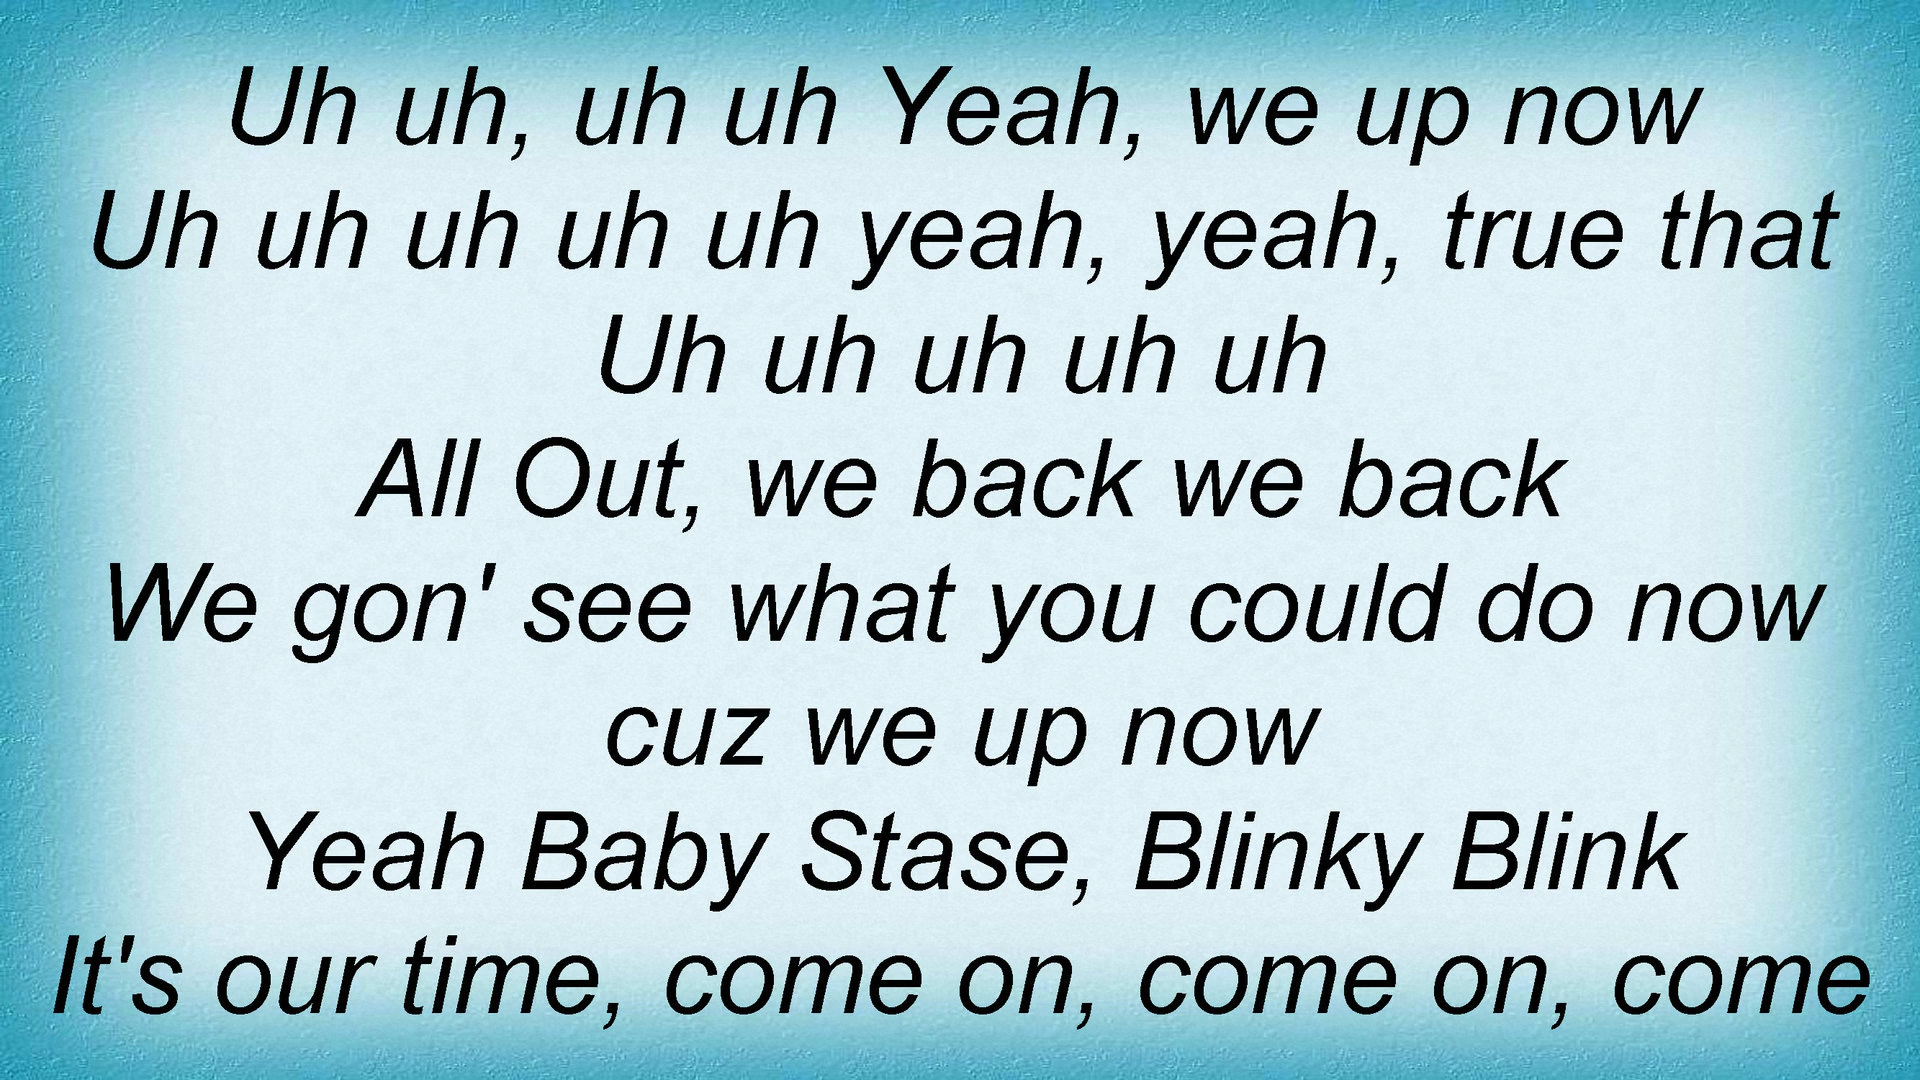 Uh uh, uh uh Yeah, we up now
Uh uh uh uh uh yeah, yeah, true that
Uh uh uh uh uh
All Out, we back we back
We gon' see what you could do now
cuz we up now
Yeah Baby Stase, Blinky Blink
It's our time, come on, come on, come